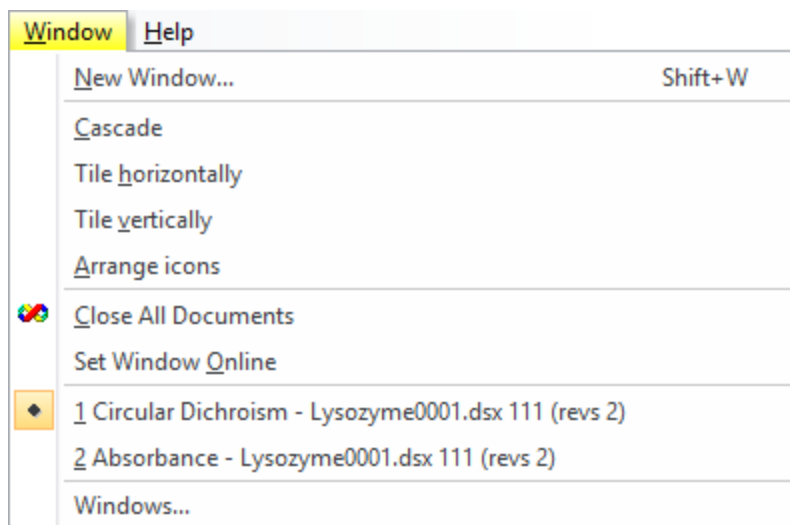 Window Help
New Window... Shift+W
Cascade
Tile horizontally
Tile vertically
Arrange icons
Close All Documents
Set Window Online
1 Circular Dichroism - Lysozyme0001.dsx 111 (revs 2)
2 Absorbance - Lysozyme0001.dsx 111 (revs 2)
Windows...